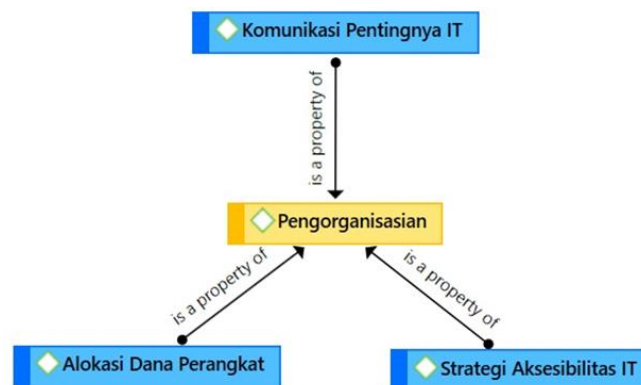 Komunikasi Pentingnya IT
is a property of
Pengorganisasian
is a property of
is a property of
Alokasi Dana Perangkat
Strategi Aksesibilitas IT